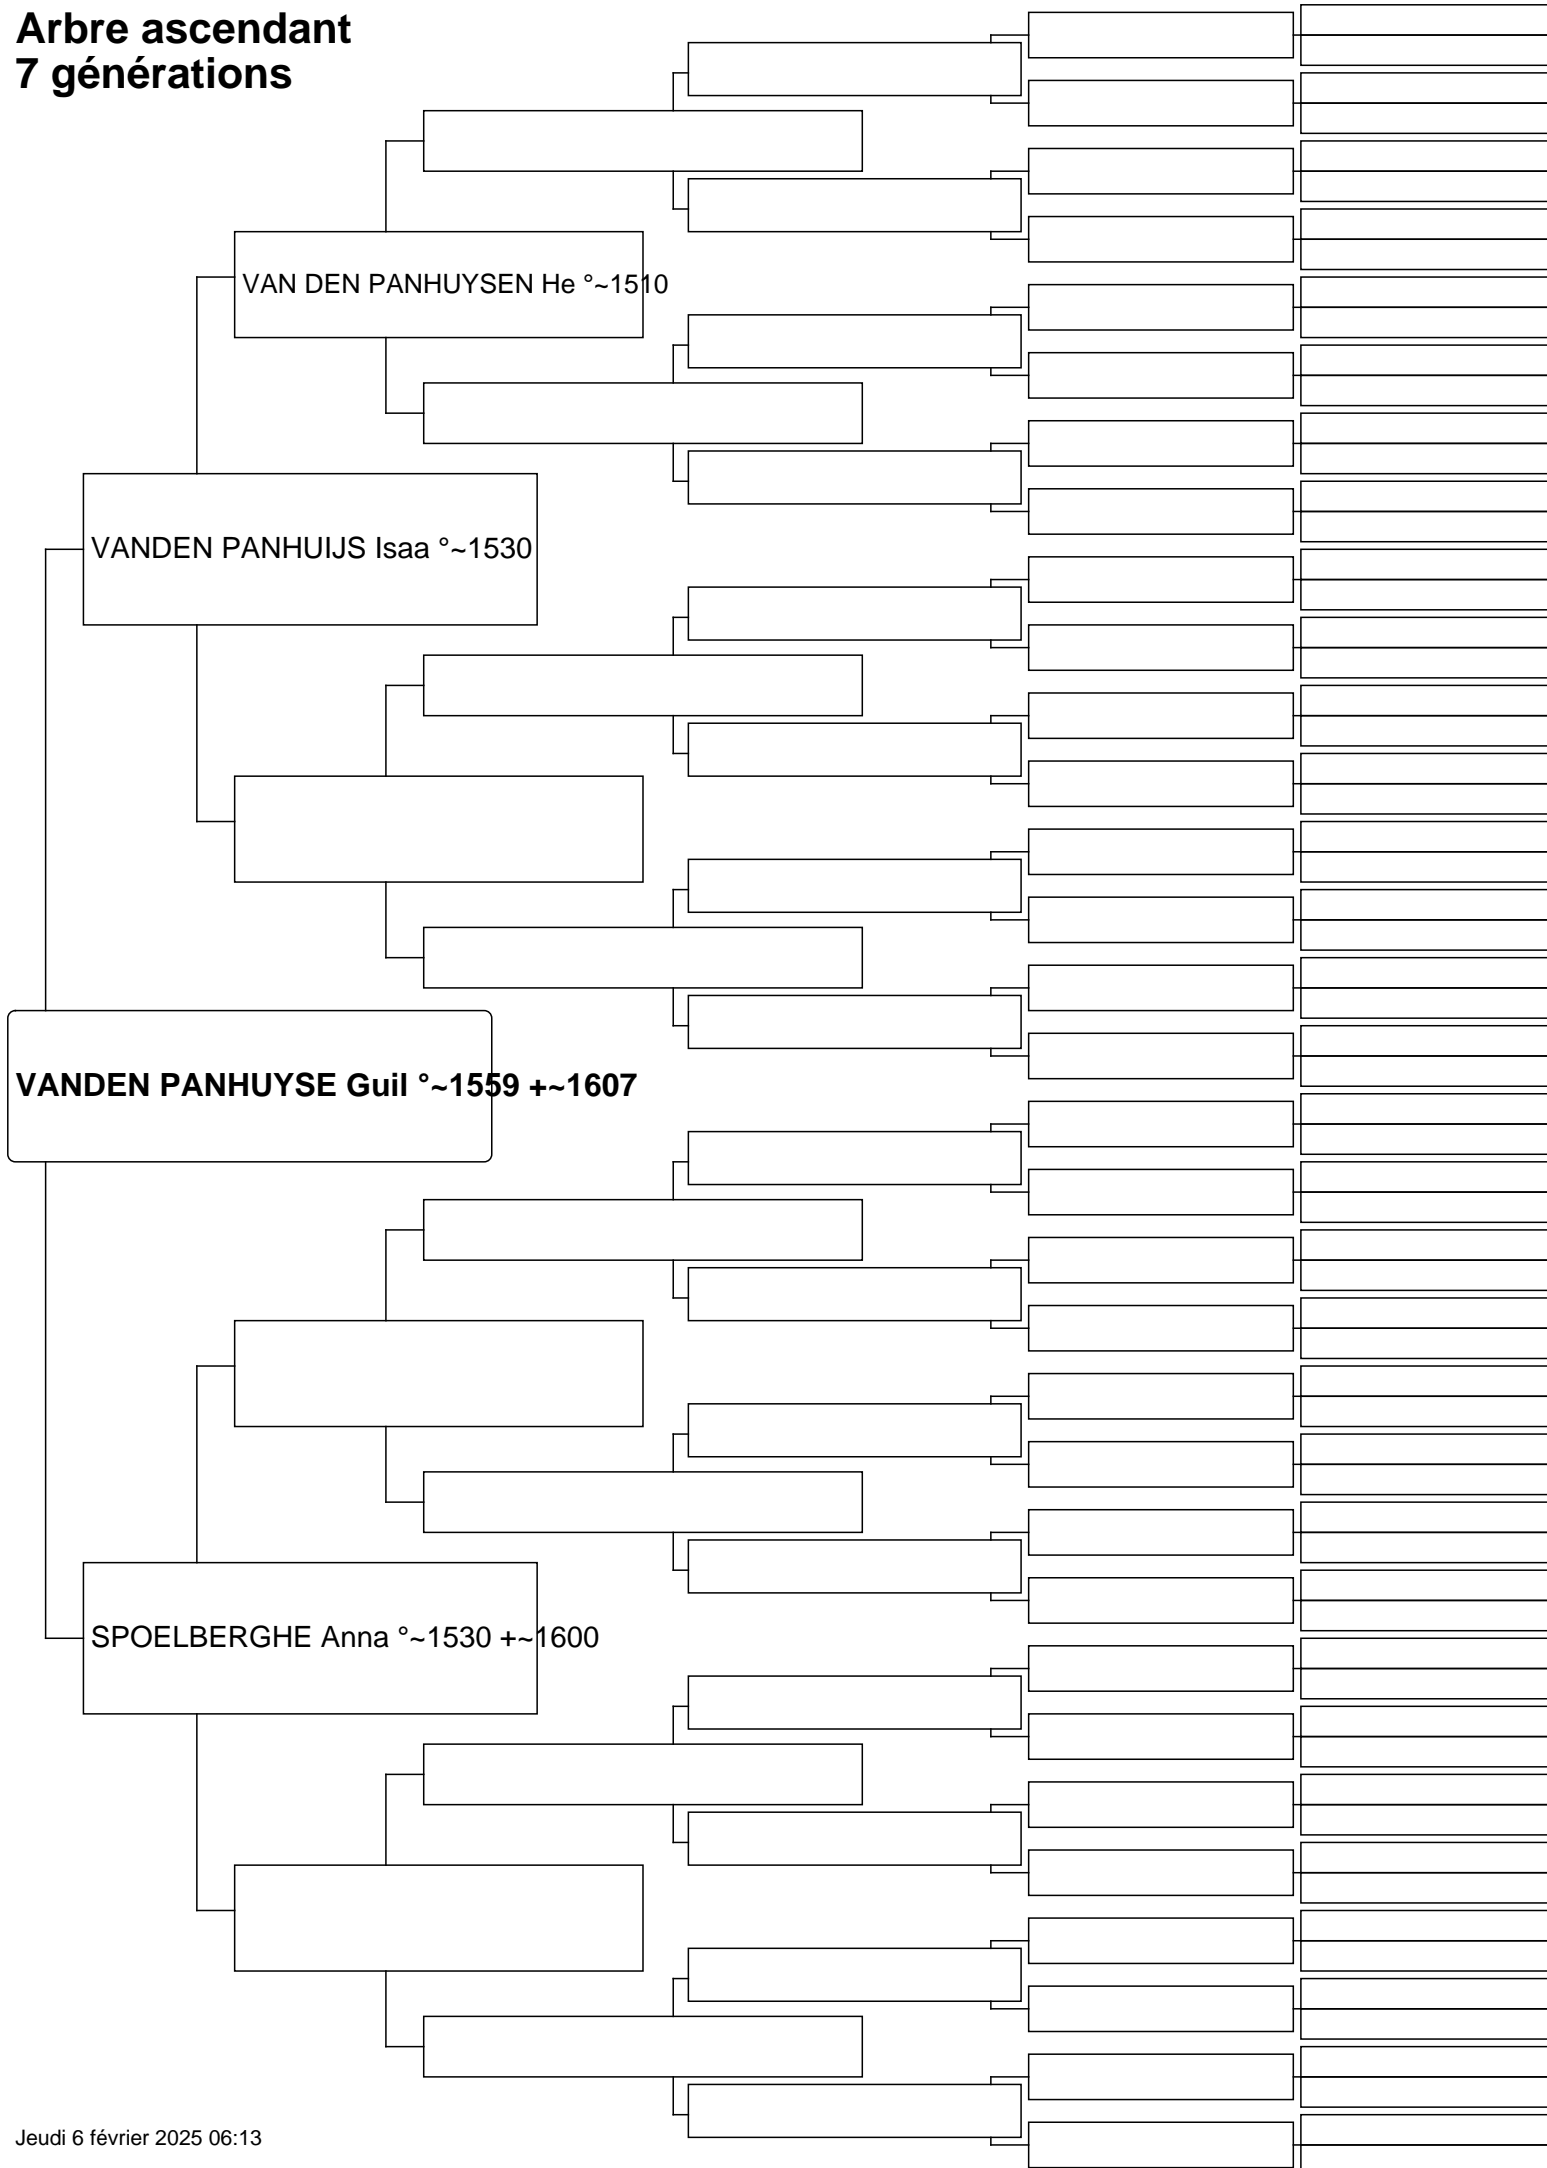 Arbre ascendant
7 générations
VAN DEN PANHUYSEN He °~1510
VANDEN PANHUIJS Isaa °~1530
VANDEN PANHUYSE Guil °~1559 +~1607
SPOELBERGHE Anna °~1530 +~1600
Jeudi 6 février 2025 06:13